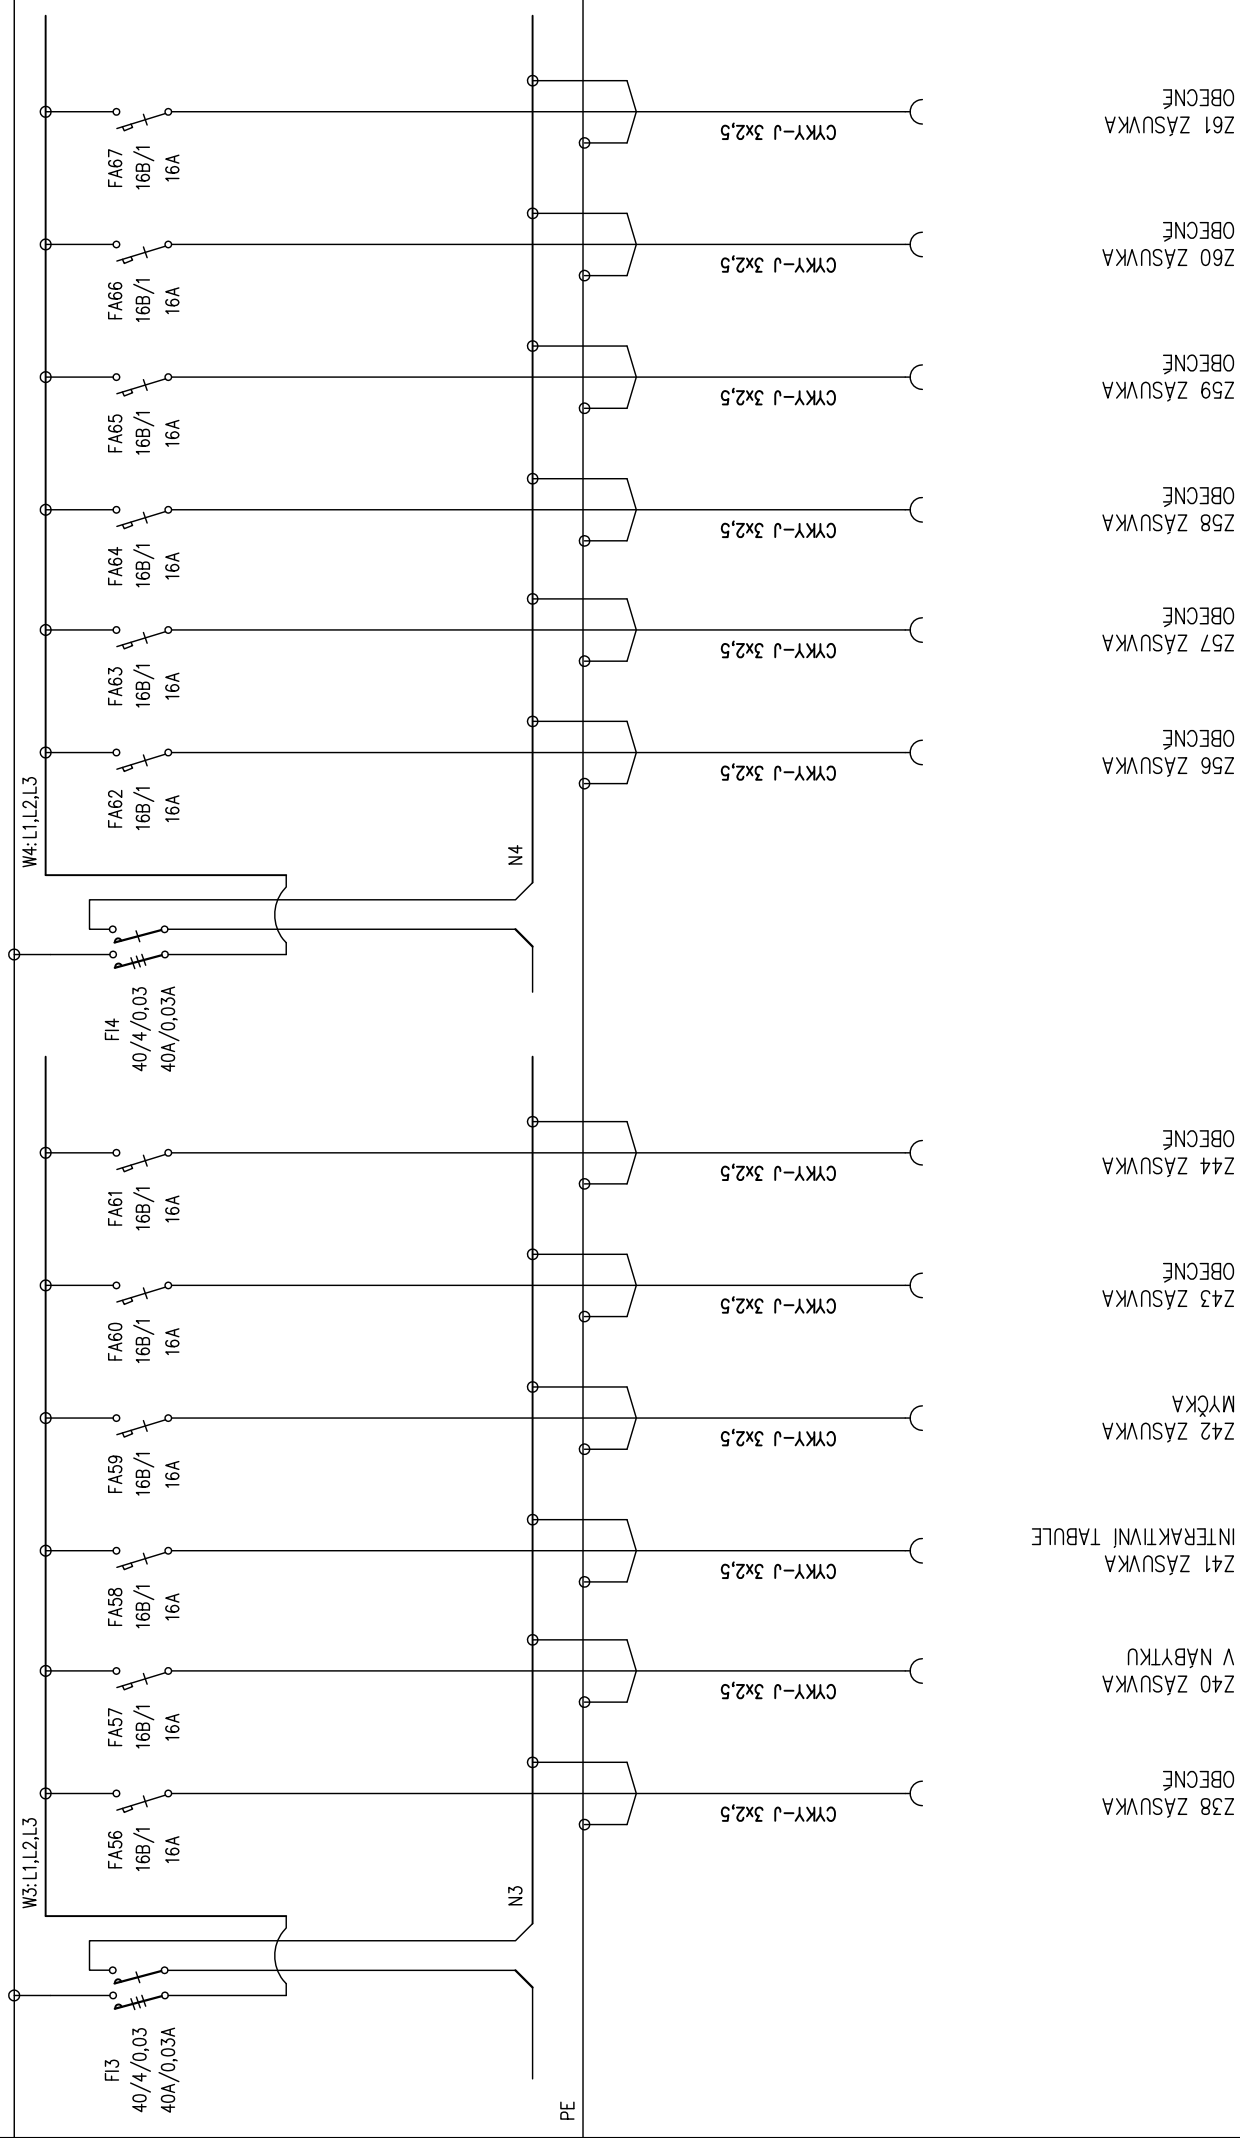 FI3
40/4/0,03
40A/0,03A
W3:L1,L2,L3
N3
PE
FA56
16B/1
16A
CYKY-J 3x2,5
Z38 ZÁSUVKA
OBECNÉ
FA57
16B/1
16A
CYKY-J 3x2,5
Z40 ZÁSUVKA
V NÁBYTKU
FA58
16B/1
16A
CYKY-J 3x2,5
Z41 ZÁSUVKA
INTERAKTIVNÍ TABULE
FA59
16B/1
16A
CYKY-J 3x2,5
Z42 ZÁSUVKA
MYČKA
FA60
16B/1
16A
CYKY-J 3x2,5
Z43 ZÁSUVKA
OBECNÉ
FA61
16B/1
16A
CYKY-J 3x2,5
Z44 ZÁSUVKA
OBECNÉ
FI4
40/4/0,03
40A/0,03A
W4:L1,L2,L3
N4
FA62
16B/1
16A
CYKY-J 3x2,5
Z56 ZÁSUVKA
OBECNÉ
FA63
16B/1
16A
CYKY-J 3x2,5
Z57 ZÁSUVKA
OBECNÉ
FA64
16B/1
16A
CYKY-J 3x2,5
Z58 ZÁSUVKA
OBECNÉ
FA65
16B/1
16A
CYKY-J 3x2,5
Z59 ZÁSUVKA
OBECNÉ
FA66
16B/1
16A
CYKY-J 3x2,5
Z60 ZÁSUVKA
OBECNÉ
FA67
16B/1
16A
CYKY-J 3x2,5
Z61 ZÁSUVKA
OBECNÉ